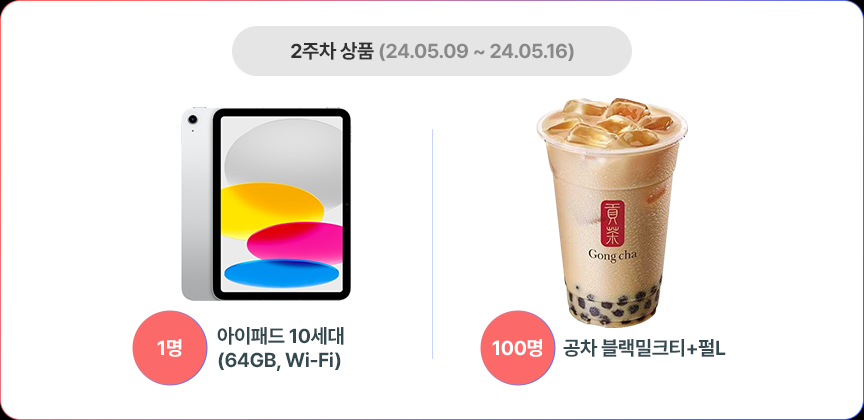 2주차 상품 (24.05.09 ~ 24.05.16)
貢
茶
Gong cha
1명
아이패드 10세대
(64GB, Wi-Fi)
100명
공차 블랙밀크티+펄L